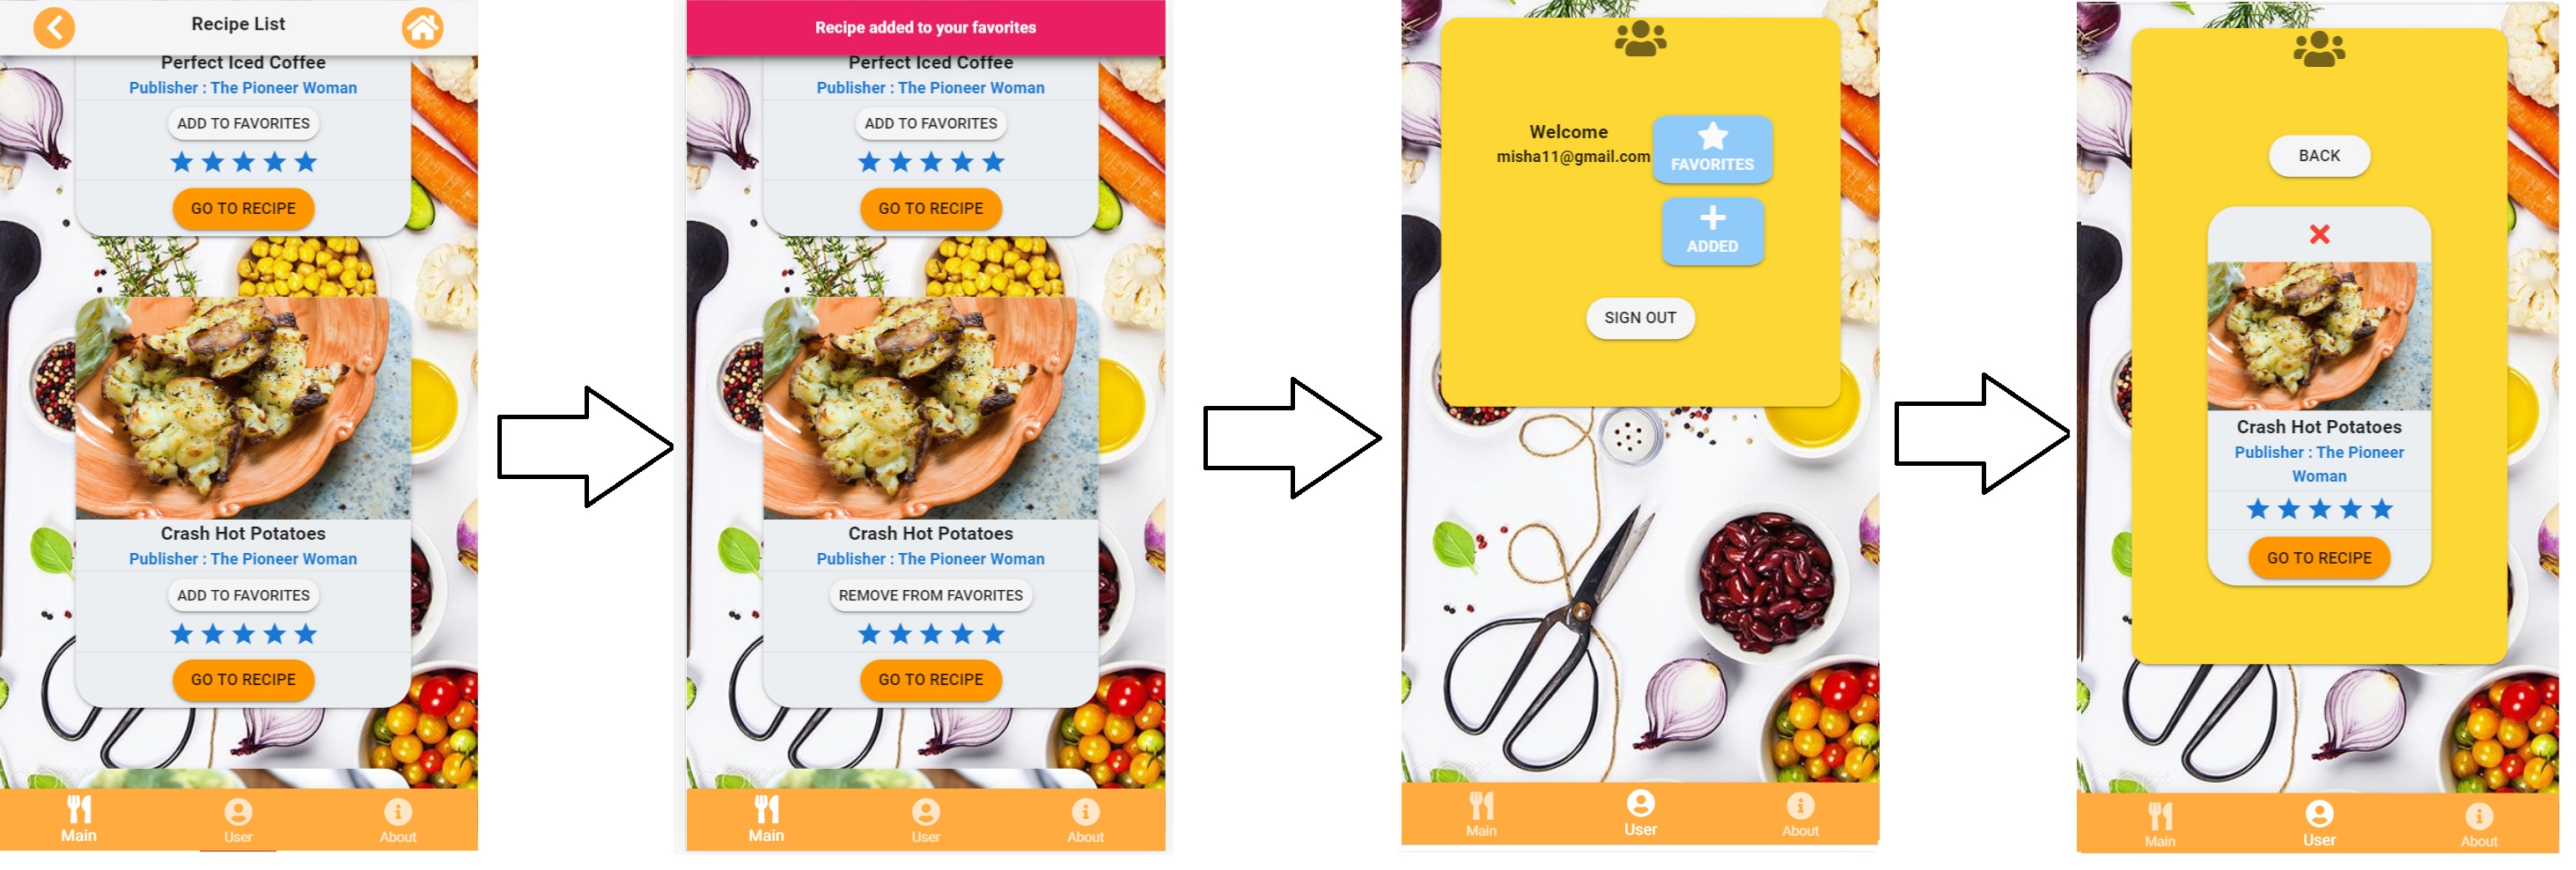 Recipe List
Perfect Iced Coffee
Publisher : The Pioneer Woman
ADD TO FAVORITES
GO TO RECIPE
Crash Hot Potatoes
Publisher : The Pioneer Woman
ADD TO FAVORITES
GO TO RECIPE
Main
User
About
Recipe added to your favorites
Perfect Iced Coffee
Publisher : The Pioneer Woman
ADD TO FAVORITES
GO TO RECIPE
Crash Hot Potatoes
Publisher : The Pioneer Woman
REMOVE FROM FAVORITES
GO TO RECIPE
Main
User
About
Welcome
misha11@gmail.com
FAVORITES
ADDED
SIGN OUT
Main
User
About
BACK
Crash Hot Potatoes
Publisher : The Pioneer
Woman
GO TO RECIPE
Main
User
About